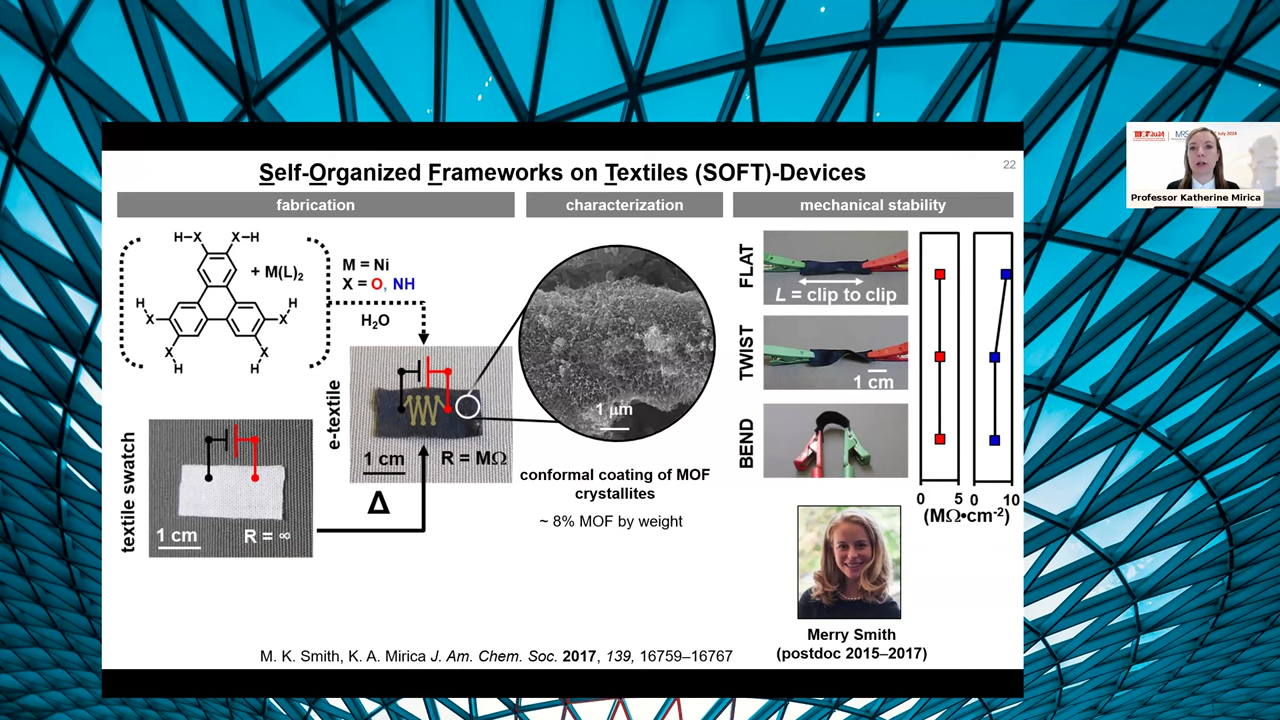 22
Self-Organized Frameworks on Textiles (SOFT)-Devices
fabrication
characterization
mechanical stability
H–X X–H
+ M(L)₂
H H
X X
X X
H H
M = Ni
X = O, NH
H₂O
textile swatch
1 cm
R = ∞
Δ
e-textile
1 cm
R = MΩ
1 µm
conformal coating of MOF
crystallites
~ 8% MOF by weight
FLAT
L = clip to clip
TWIST
1 cm
BEND
0 5 0 10
(MΩ•cm⁻²)
Merry Smith
(postdoc 2015–2017)
M. K. Smith, K. A. Mirica J. Am. Chem. Soc. 2017, 139, 16759–16767
MRS
July 2024
Professor Katherine Mirica